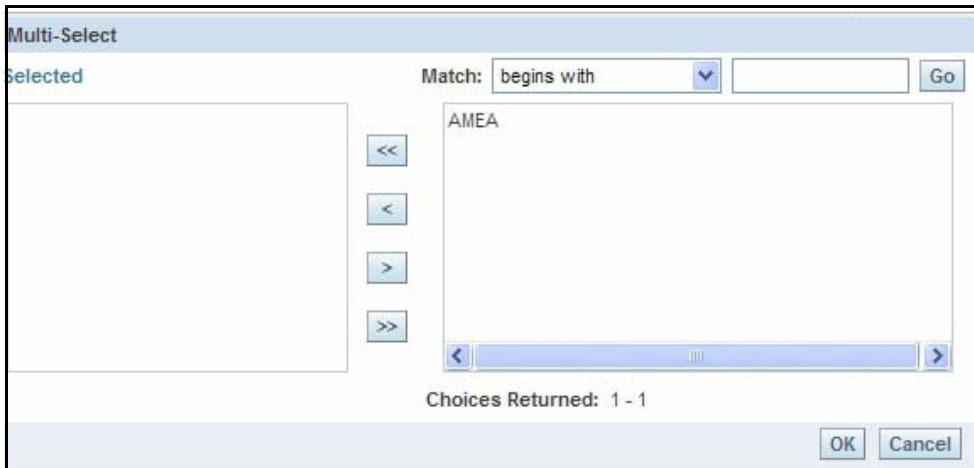 Multi-Select
Selected
Match: begins with Go
AMEA
<<
<
>
>>
Choices Returned: 1 - 1
OK Cancel